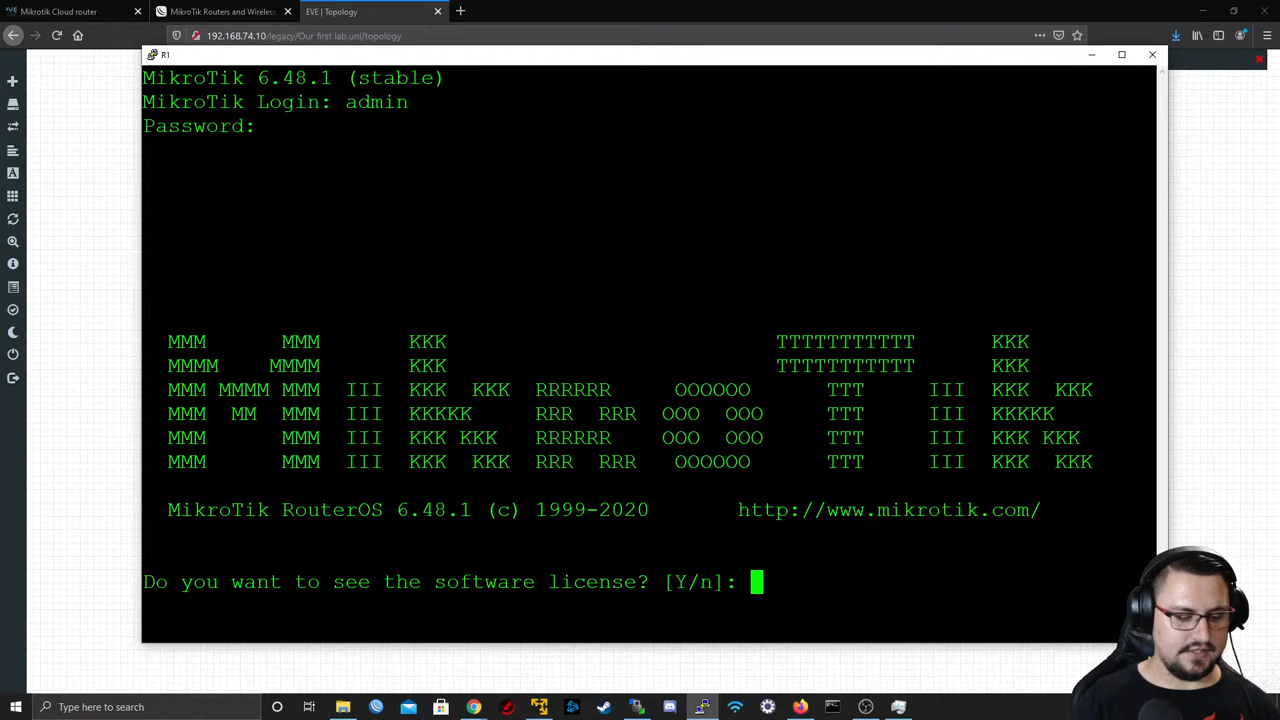 Mikrotik Cloud router
MikroTik Routers and Wireless
EVE | Topology
192.168.74.10/legacy/Our first lab.unl/topology
R1
MikroTik 6.48.1 (stable)
MikroTik Login: admin
Password:
MMM MMM KKK TTTTTTTTTTT KKK
MMMM MMMM KKK TTTTTTTTTTT KKK
MMM MMMM MMM III KKK KKK RRRRRR OOOOOO TTT III KKK KKK
MMM MM MMM III KKKKK RRR RRR OOO OOO TTT III KKKKK
MMM MMM III KKK KKK RRRRRR OOO OOO TTT III KKK KKK
MMM MMM III KKK KKK RRR RRR OOOOOO TTT III KKK KKK
MikroTik RouterOS 6.48.1 (c) 1999-2020 http://www.mikrotik.com/
Do you want to see the software license? [Y/n]:
Type here to search